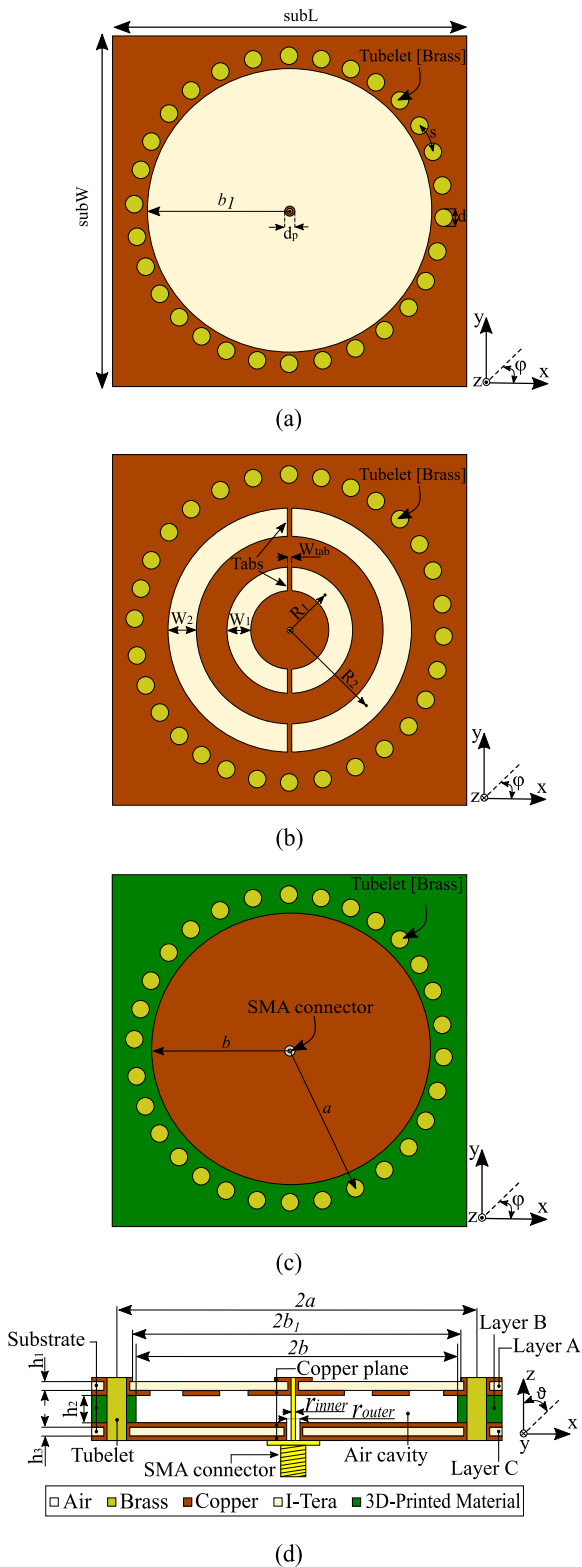 subL
Tubelet [Brass]
s
subW
b1
dp
d
y
φ
z
x
(a)
Tubelet [Brass]
Tabs
Wtab
W2
W1
R1
R2
y
φ
z
x
(b)
Tubelet [Brass]
SMA connector
b
a
y
φ
z
x
(c)
2a
2b1
2b
Substrate
Copper plane
Layer B
Layer A
h1
h2
h3
rinner
router
z
ϑ
y
x
Tubelet
SMA connector
Air cavity
Layer C
Air Brass Copper I-Tera 3D-Printed Material
(d)